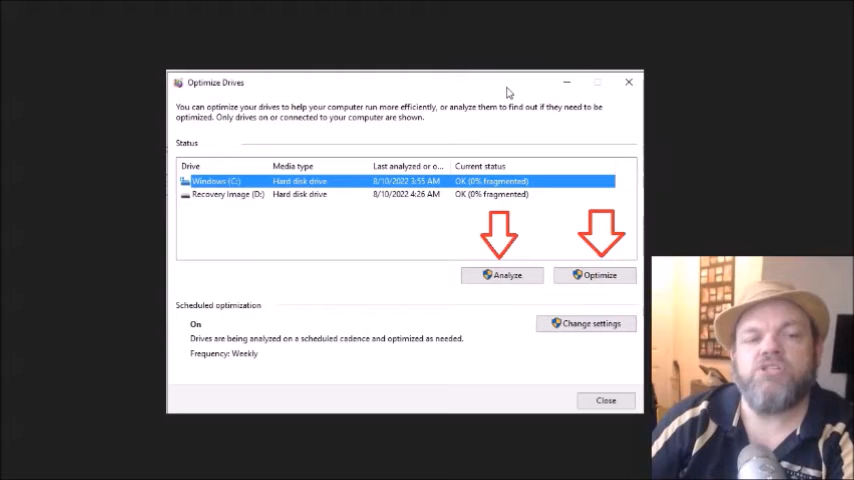 Optimize Drives
You can optimize your drives to help your computer run more efficiently, or analyze them to find out if they need to be
optimized. Only drives on or connected to your computer are shown.
Status
Drive Media type Last analyzed or o... Current status
Windows (C:) Hard disk drive 8/10/2022 3:55 AM OK (0% fragmented)
Recovery Image (D:) Hard disk drive 8/10/2022 4:26 AM OK (0% fragmented)
Analyze Optimize
Scheduled optimization
On
Change settings
Drives are being analyzed on a scheduled cadence and optimized as needed.
Frequency: Weekly
Close